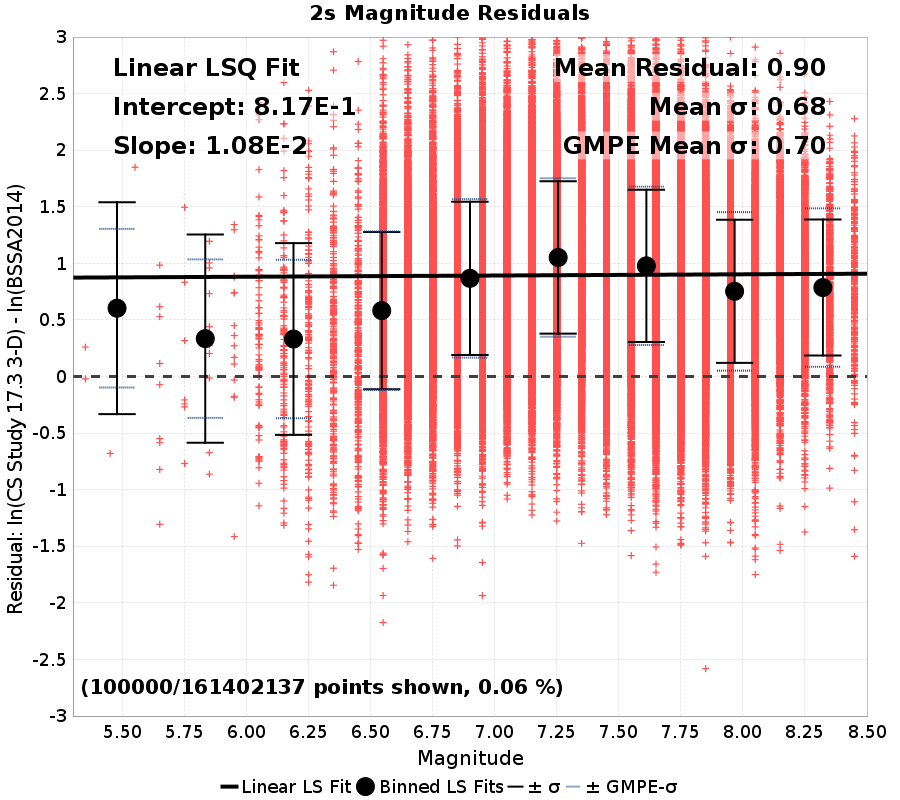 2s Magnitude Residuals
Linear LSQ Fit
Intercept: 8.17E-1
Slope: 1.08E-2
Mean Residual: 0.90
Mean σ: 0.68
GMPE Mean σ: 0.70
Residual: ln(CS Study 17.3 3-D) - ln(BSSA2014)
3
2.5
2
1.5
1
0.5
0
-0.5
-1
-1.5
-2
-2.5
-3
(100000/161402137 points shown, 0.06 %)
5.50 5.75 6.00 6.25 6.50 6.75 7.00 7.25 7.50 7.75 8.00 8.25 8.50
Magnitude
Linear LS Fit Binned LS Fits ± σ ± GMPE-σ